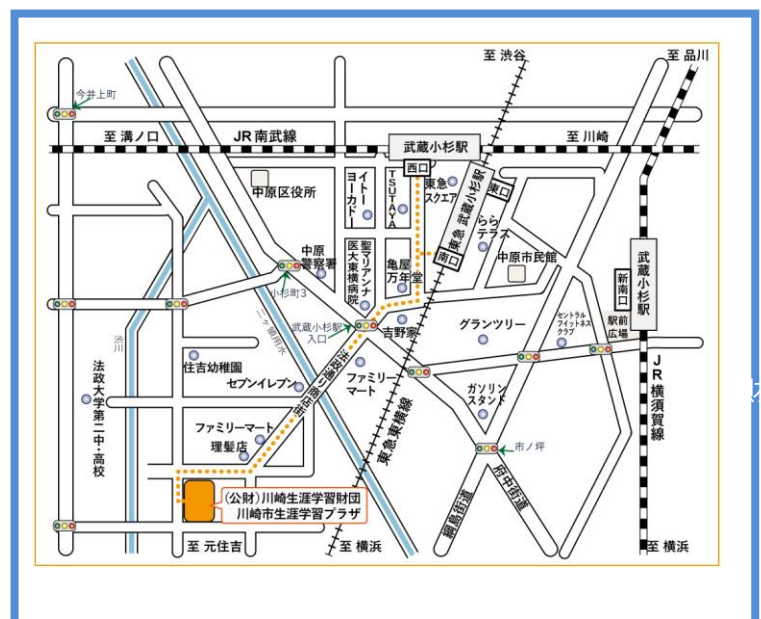 至 渋谷
至 品川
今井上町
至 溝ノ口
JR南武線
武蔵小杉駅
至 川崎
西口
中原区役所
イトー
ヨーカドー
TSUTAYA
東急
スクエア
東急 武蔵小杉駅
南口
らら
テラス
中原市民館
中原
警察署
聖マリアンナ
医大東横病院
亀屋
万年堂
武蔵小杉駅
新南口
駅前
広場
小杉町3
武蔵小杉駅
入口
吉野家
グランツリー
セントラル
フィットネス
クラブ
渋川
二ヶ領用水
住吉幼稚園
セブンイレブン
法政通り商店街
ファミリー
マート
ガソリン
スタンド
JR横須賀線
法政大学第二中・高校
ファミリーマート
理髪店
東急東横線
市ノ坪
府中街道
綱島街道
(公財)川崎生涯学習財団
川崎市生涯学習プラザ
至 元住吉
至 横浜
至 横浜